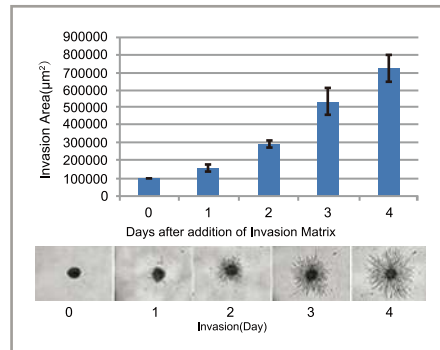 900000
800000
700000
600000
500000
400000
300000
200000
100000
0
Invasion Area(μm²)
0 1 2 3 4
Days after addition of Invasion Matrix
0 1 2 3 4
Invasion(Day)